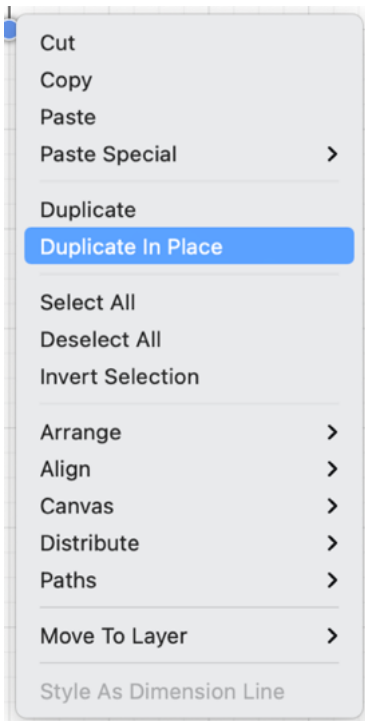 Cut
Copy
Paste
Paste Special
Duplicate
Duplicate In Place
Select All
Deselect All
Invert Selection
Arrange
Align
Canvas
Distribute
Paths
Move To Layer
Style As Dimension Line